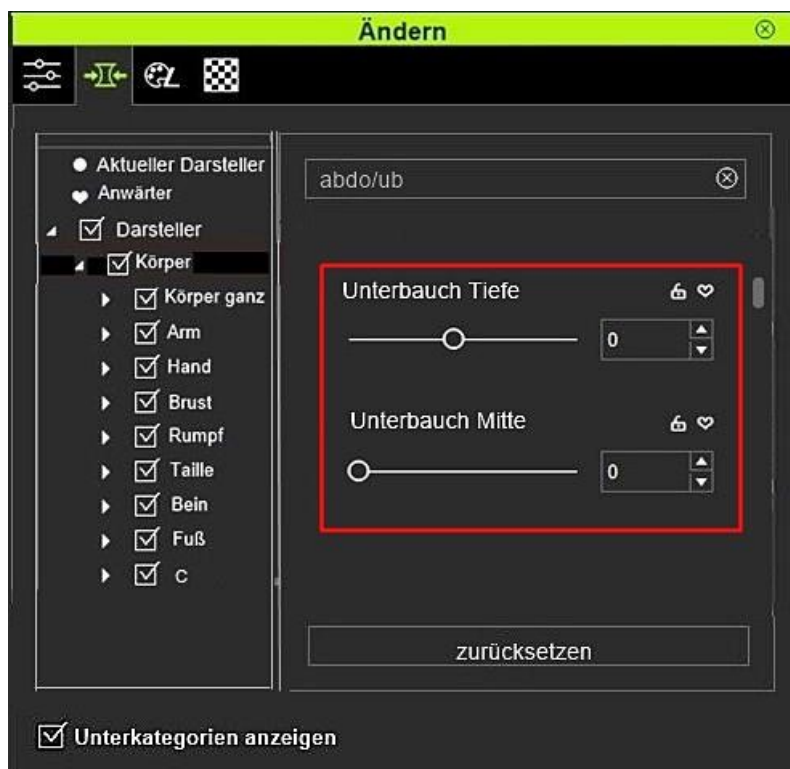 Ändern
Aktueller Darsteller
Anwärter
Darsteller
Körper
Körper ganz
Arm
Hand
Brust
Rumpf
Taille
Bein
Fuß
C
abdo/ub
Unterbauch Tiefe
0
Unterbauch Mitte
0
zurücksetzen
Unterkategorien anzeigen